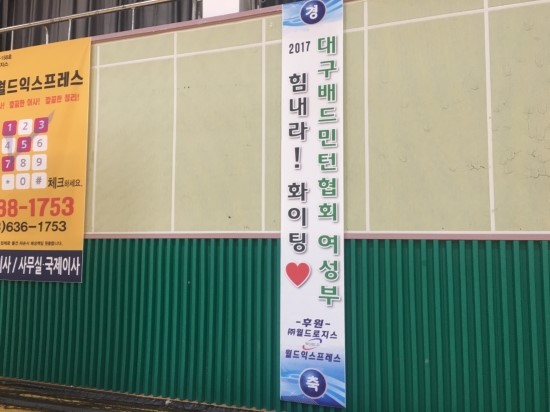 월드익스프레스
1 2 3
4 5 6
7 8 9
* 0 # 체크하세요.
88-1753
)636-1753
이사 / 사무실·국제이사
경
대구배드민턴협회 여성부
2017
힘내라! 화이팅♥
-후원-
㈜월드로지스
월드익스프레스
축